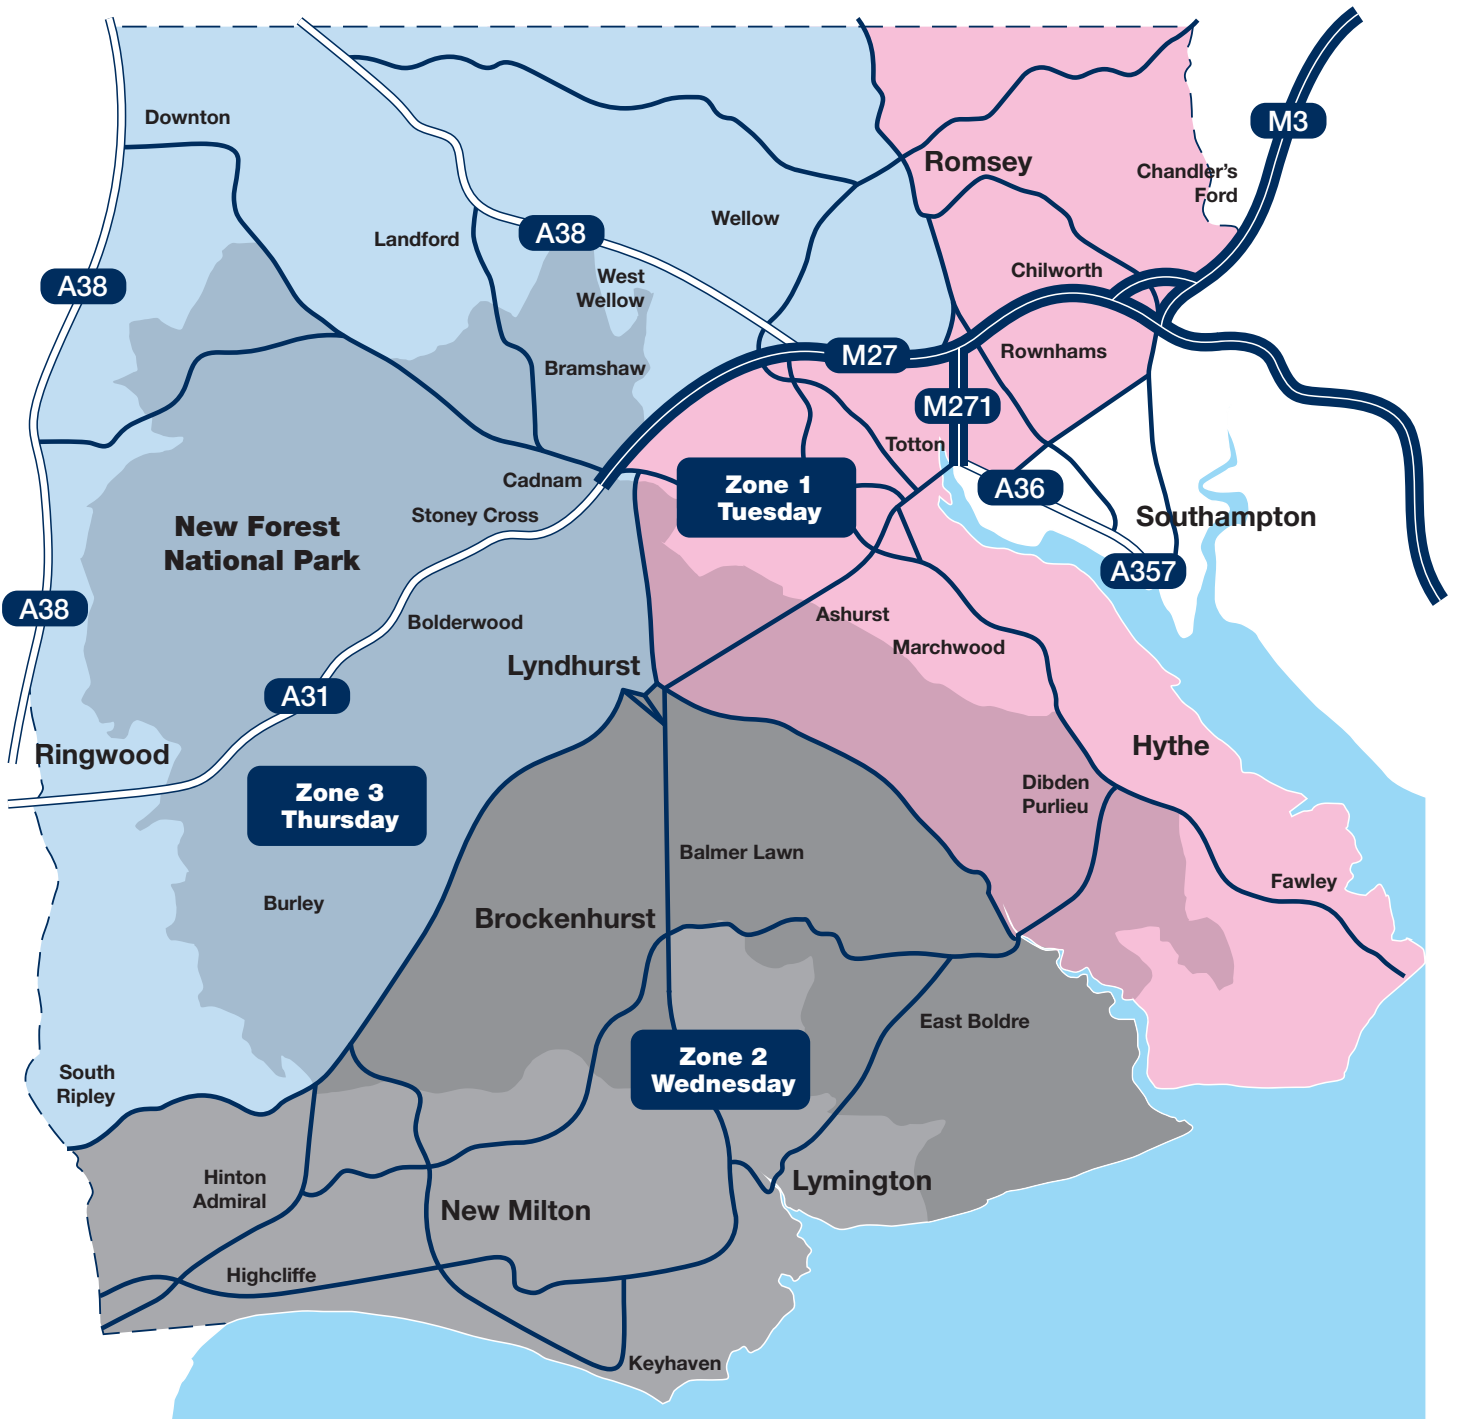 M3
Downton
Romsey
Chandler's
Ford
Wellow
A38
Landford
Chilworth
West
Wellow
A38
Rownhams
M27
Bramshaw
M271
Totton
Cadnam
Zone 1
Tuesday
A36
Stoney Cross
Southampton
New Forest
National Park
A357
A38
Ashurst
Bolderwood
Marchwood
Lyndhurst
A31
Hythe
Ringwood
Dibden
Purlieu
Zone 3
Thursday
Balmer Lawn
Fawley
Burley
Brockenhurst
East Boldre
Zone 2
Wednesday
South
Ripley
Hinton
Admiral
Lymington
New Milton
Highcliffe
Keyhaven